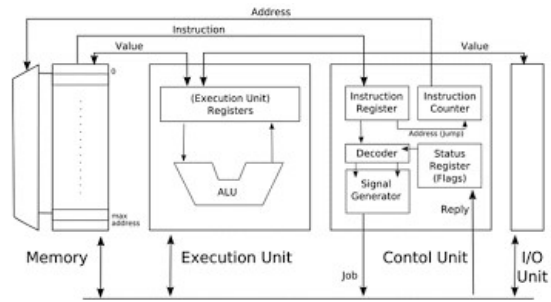 Address
Instruction
Value
Value
0
(Execution Unit)
Registers
ALU
Instruction
Register
Instruction
Counter
Address (Jump)
Decoder
Status
Register
(Flags)
Signal
Generator
max
address
Reply
Memory
Execution Unit
Contol Unit
I/O
Unit
Job